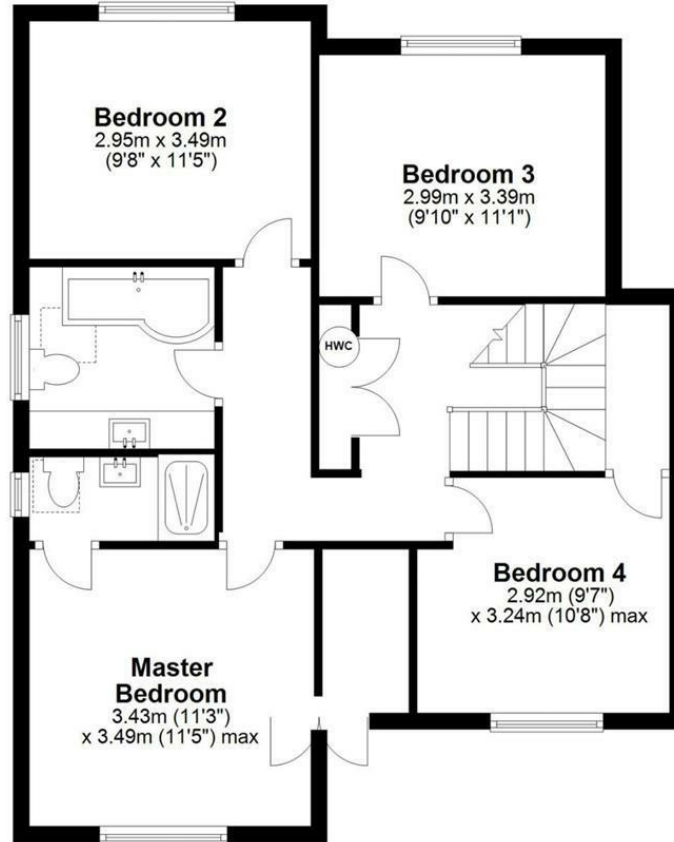 Bedroom 2
2.95m x 3.49m
(9'8" x 11'5")
Bedroom 3
2.99m x 3.39m
(9'10" x 11'1")
HWC
Bedroom 4
2.92m (9'7")
x 3.24m (10'8") max
Master
Bedroom
3.43m (11'3")
x 3.49m (11'5") max